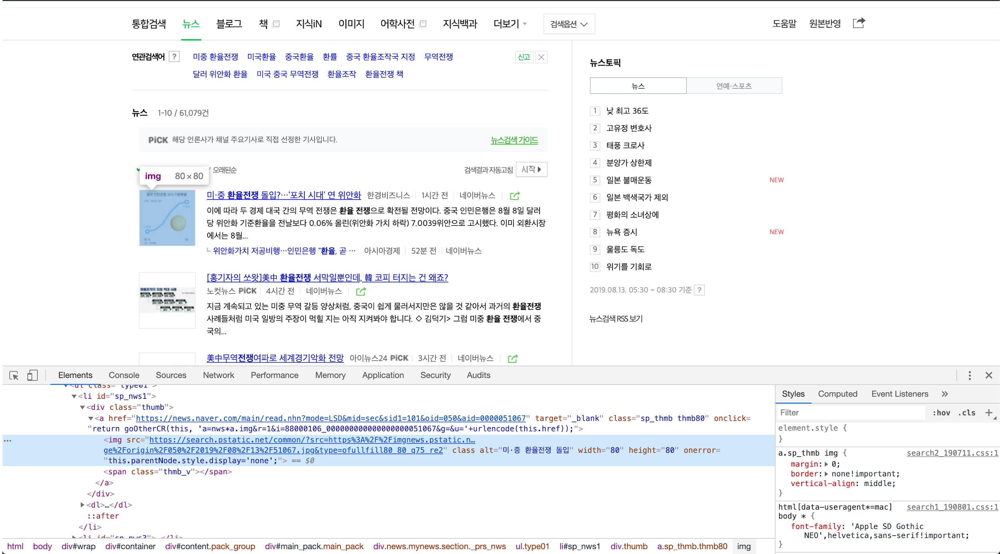 통합검색 뉴스 블로그 책 지식iN 이미지 어학사전 지식백과 더보기 검색옵션 도움말 원본반영
연관검색어 ? 미중 환율전쟁 미국환율 중국환율 환률 중국 환율조작국 지정 무역전쟁 신고
달러 위안화 환율 미국 중국 무역전쟁 환율조작 환율전쟁 책
뉴스 1-10 / 61,079건
PiCK 해당 언론사가 채널 주요기사로 직접 선정한 기사입니다. 뉴스검색 가이드
오래된순 검색결과 자동고침 시작
img 80×80
중국 인민은행 고시 기준환율
미·중 환율전쟁 돌입?…‘포치 시대’ 연 위안화 한경비즈니스 1시간 전 네이버뉴스
이에 따라 두 경제 대국 간의 무역 전쟁은 환율 전쟁으로 확전될 전망이다. 중국 인민은행은 8월 8일 달러
당 위안화 기준환율을 전날보다 0.06% 올린(위안화 가치 하락) 7.0039위안으로 고시했다. 이미 외환시장
에서는 8월...
위안화가치 저공비행…인민은행 "환율, 곧 … 아시아경제 52분 전 네이버뉴스
환율조작국 지정 역대 사례
[홍기자의 쏘왓]美中 환율전쟁 서막일뿐인데, 韓 코피 터지는 건 왜죠?
노컷뉴스 PiCK 4시간 전 네이버뉴스
지금 계속되고 있는 미중 무역 갈등 양상처럼, 중국이 쉽게 물러서지만은 않을 것 같아서 과거의 환율전쟁
사례들처럼 미국 일방의 주장이 먹힐 지는 아직 지켜봐야 합니다. ◇ 김덕기> 그럼 미중 환율 전쟁에서 중
국의...
美中무역전쟁여파로 세계경기악화 전망 아이뉴스24 PiCK 3시간 전 네이버뉴스
뉴스토픽
뉴스 연예·스포츠
1 낮 최고 36도
2 고유정 변호사
3 태풍 크로사
4 분양가 상한제
5 일본 불매운동 NEW
6 일본 백색국가 제외
7 평화의 소녀상에
8 뉴욕 증시 NEW
9 울릉도 독도
10 위기를 기회로
2019.08.13. 05:30 ~ 08:30 기준 ?
뉴스검색 RSS 보기
Elements Console Sources Network Performance Memory Application Security Audits
<ul class="type01">
<li id="sp_nws1">
<div class="thumb">
<a href="https://news.naver.com/main/read.nhn?mode=LSD&mid=sec&sid1=101&oid=050&aid=0000051067" target="_blank" class="sp_thmb thmb80" onclick=
"return goOtherCR(this, 'a=nws*a.img&r=1&i=88000106_000000000000000000051067&g=&u='+urlencode(this.href));">
… <img src="https://search.pstatic.net/common/?src=https%3A%2F%2Fimgnews.pstatic.n…
ge%2Forigin%2F050%2F2019%2F08%2F13%2F51067.jpg&type=ofullfill80_80_q75_re2" class alt="미·중 환율전쟁 돌입" width="80" height="80" onerror=
"this.parentNode.style.display='none';"> == $0
<span class="thmb_v"></span>
</a>
</div>
<dl>…</dl>
::after
</li>
<li id="sp_nws3">…</li>
html body div#wrap div#container div#content.pack_group div#main_pack.main_pack div.news.mynews.section._prs_nws ul.type01 li#sp_nws1 div.thumb a.sp_thmb.thmb80 img
Styles Computed Event Listeners »
Filter :hov .cls +
element.style {
}
a.sp_thmb img { search2_190711.css:1
margin: 0;
border: none!important;
vertical-align: middle;
}
html[data-useragent*=mac] search1_190801.css:1
body * {
font-family: 'Apple SD Gothic
NEO',helvetica,sans-serif!important;
}